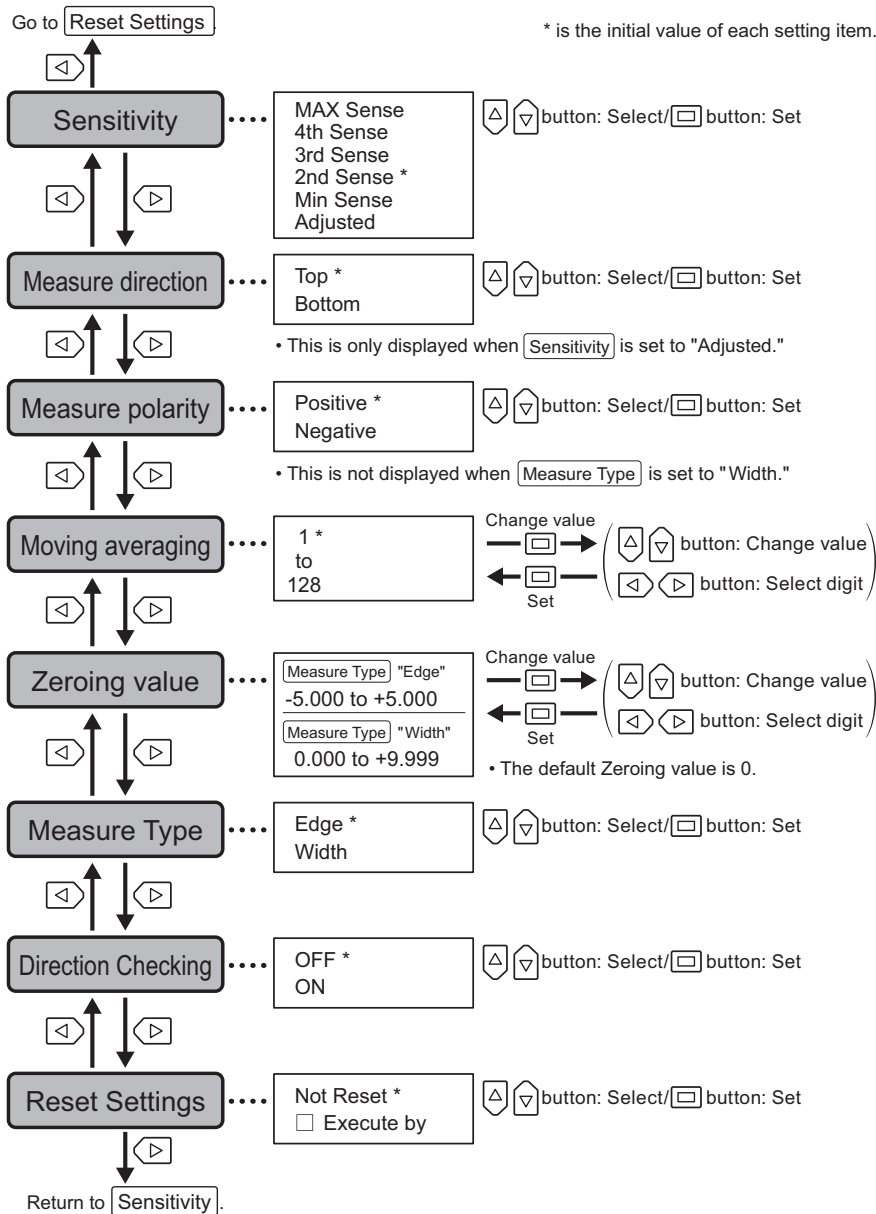 Go to Reset Settings.
* is the initial value of each setting item.
Sensitivity
MAX Sense
4th Sense
3rd Sense
2nd Sense *
Min Sense
Adjusted
button: Select/ button: Set
Measure direction
Top *
Bottom
button: Select/ button: Set
• This is only displayed when Sensitivity is set to "Adjusted."
Measure polarity
Positive *
Negative
button: Select/ button: Set
• This is not displayed when Measure Type is set to "Width."
Moving averaging
1 *
to
128
Change value
Set
button: Change value
button: Select digit
Zeroing value
Measure Type "Edge"
-5.000 to +5.000
Measure Type "Width"
0.000 to +9.999
Change value
Set
button: Change value
button: Select digit
• The default Zeroing value is 0.
Measure Type
Edge *
Width
button: Select/ button: Set
Direction Checking
OFF *
ON
button: Select/ button: Set
Reset Settings
Not Reset *
□ Execute by
button: Select/ button: Set
Return to Sensitivity.